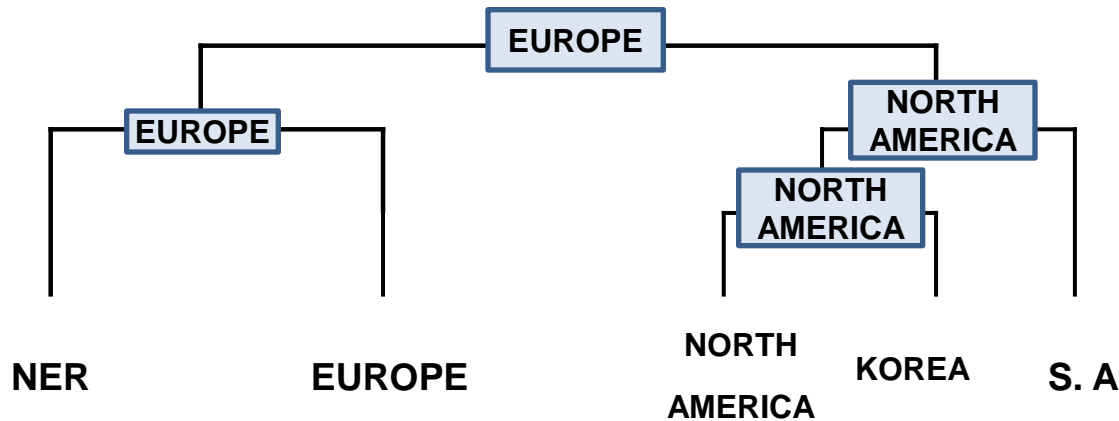 EUROPE
EUROPE
NORTH
AMERICA
NORTH
AMERICA
NER
EUROPE
NORTH
AMERICA
KOREA
S. A